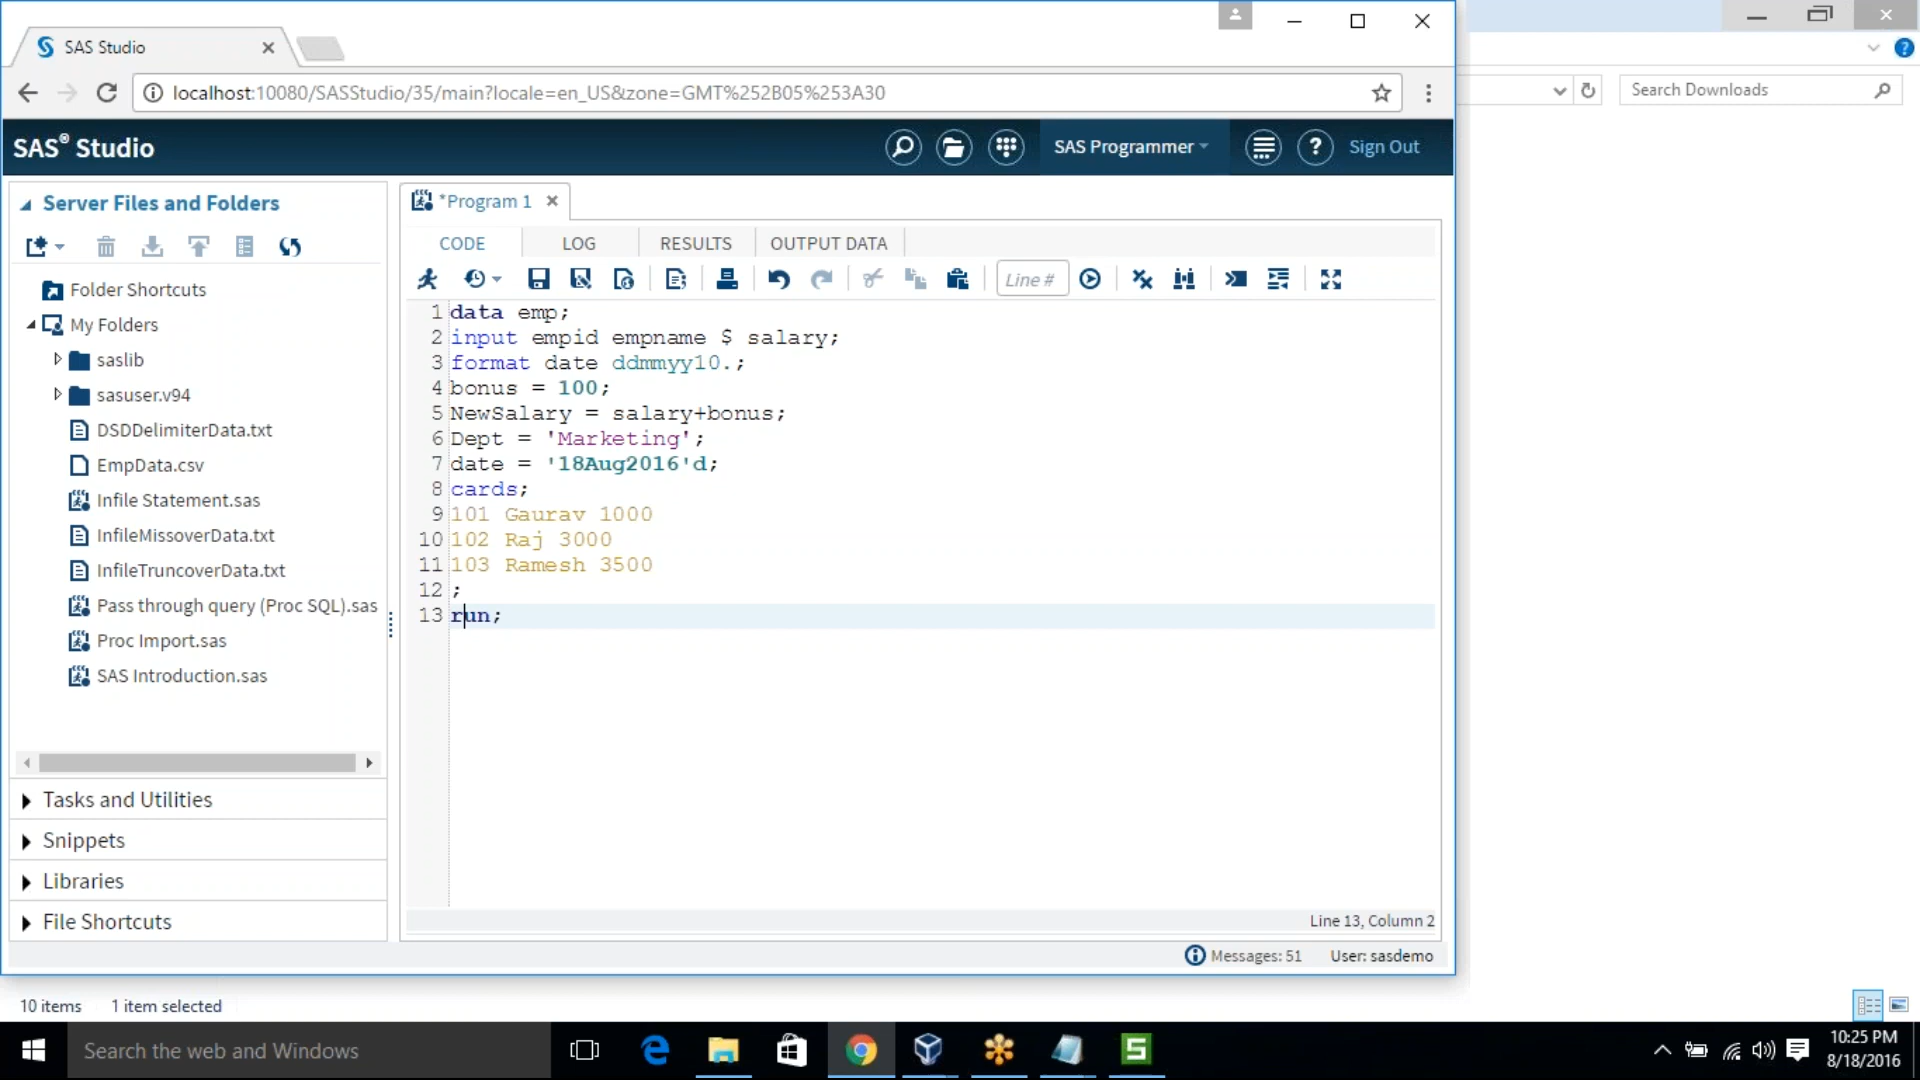 SAS Studio
localhost:10080/SASStudio/35/main?locale=en_US&zone=GMT%252B05%253A30
Search Downloads
SAS® Studio
SAS Programmer
Sign Out
Server Files and Folders
*Program 1
CODE
LOG
RESULTS
OUTPUT DATA
Line #
Folder Shortcuts
My Folders
saslib
sasuser.v94
DSDDelimiterData.txt
EmpData.csv
Infile Statement.sas
InfileMissoverData.txt
InfileTruncoverData.txt
Pass through query (Proc SQL).sas
Proc Import.sas
SAS Introduction.sas
Tasks and Utilities
Snippets
Libraries
File Shortcuts
1 data emp;
2 input empid empname $ salary;
3 format date ddmmyy10.;
4 bonus = 100;
5 NewSalary = salary+bonus;
6 Dept = 'Marketing';
7 date = '18Aug2016'd;
8 cards;
9 101 Gaurav 1000
10 102 Raj 3000
11 103 Ramesh 3500
12 ;
13 run;
Line 13, Column 2
Messages: 51
User: sasdemo
10 items
1 item selected
Search the web and Windows
10:25 PM
8/18/2016